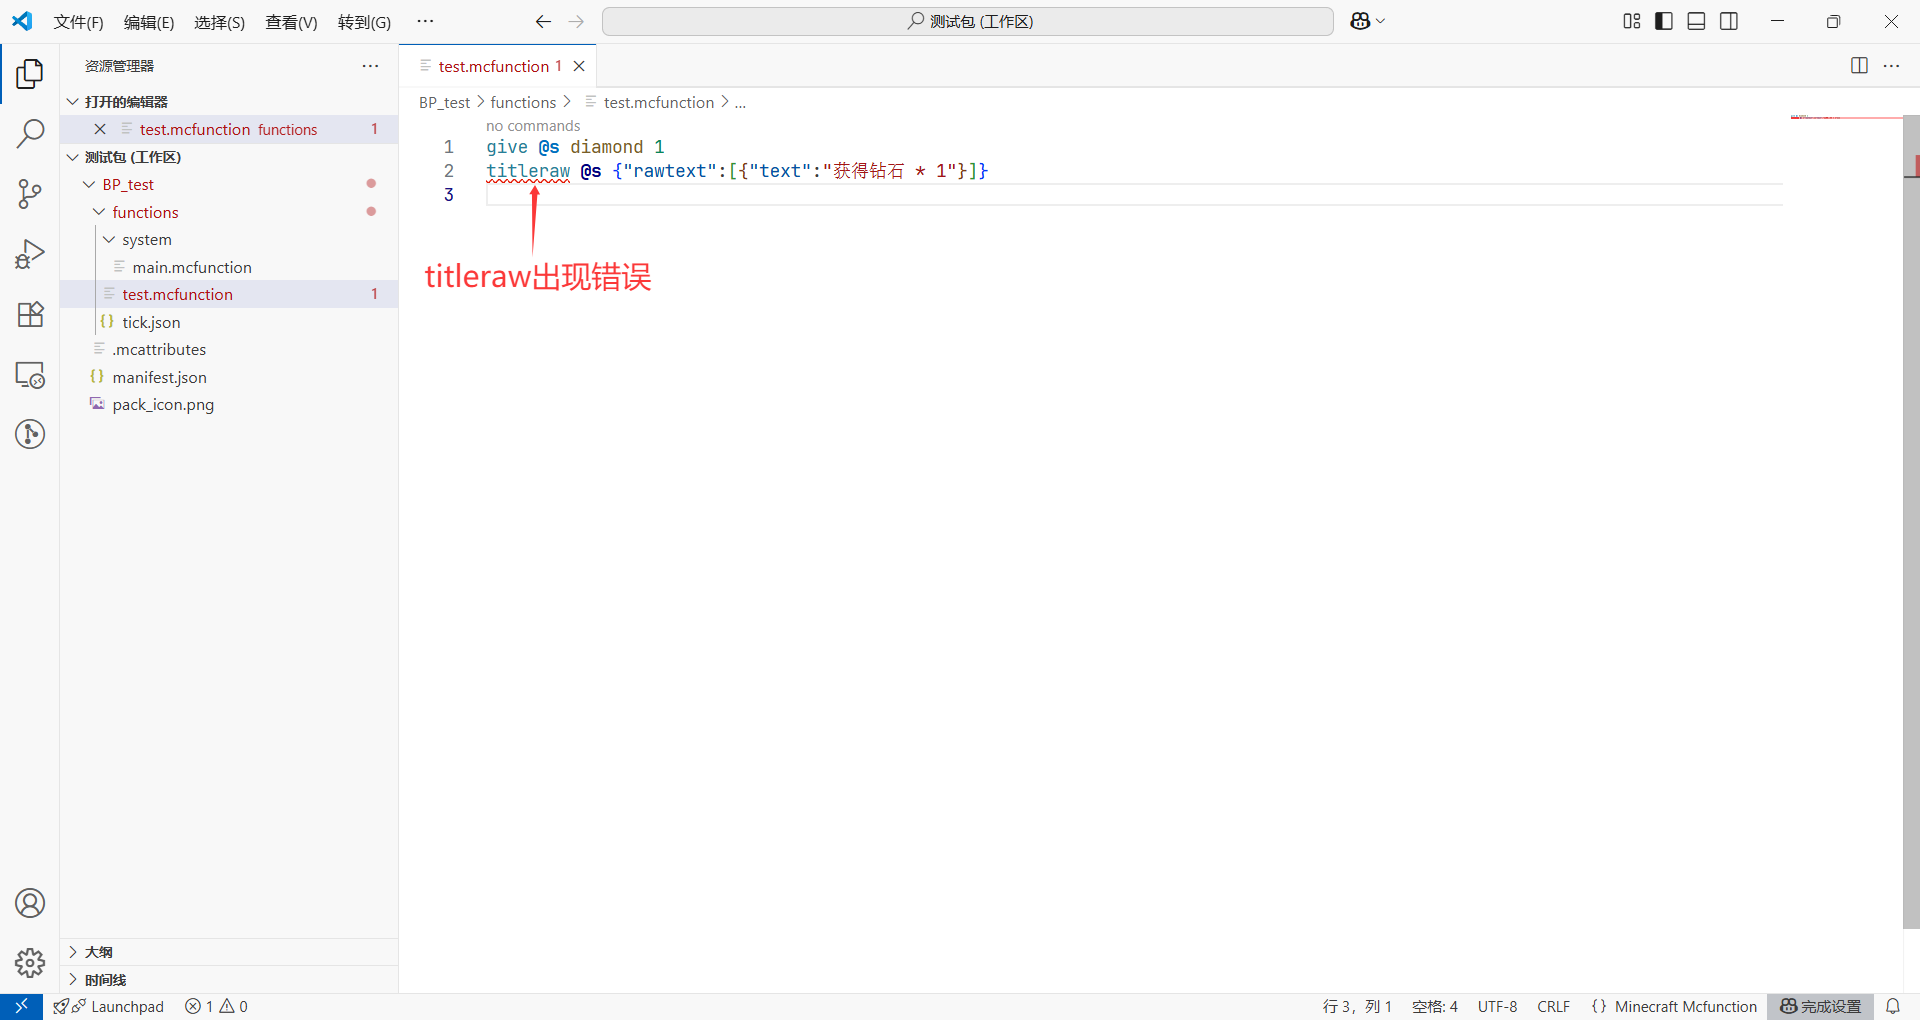 文件(F) 编辑(E) 选择(S) 查看(V) 转到(G) ··· 测试包 (工作区)
资源管理器 ···
打开的编辑器
test.mcfunction functions 1
测试包 (工作区)
BP_test
functions
system
main.mcfunction
test.mcfunction 1
{} tick.json
.mcattributes
{} manifest.json
pack_icon.png
大纲
时间线
test.mcfunction 1
BP_test > functions > test.mcfunction > ...
no commands
1 give @s diamond 1
2 titleraw @s {"rawtext":[{"text":"获得钻石 * 1"}]}
3
titleraw出现错误
Launchpad 1 0 行 3，列 1 空格: 4 UTF-8 CRLF {} Minecraft Mcfunction 完成设置